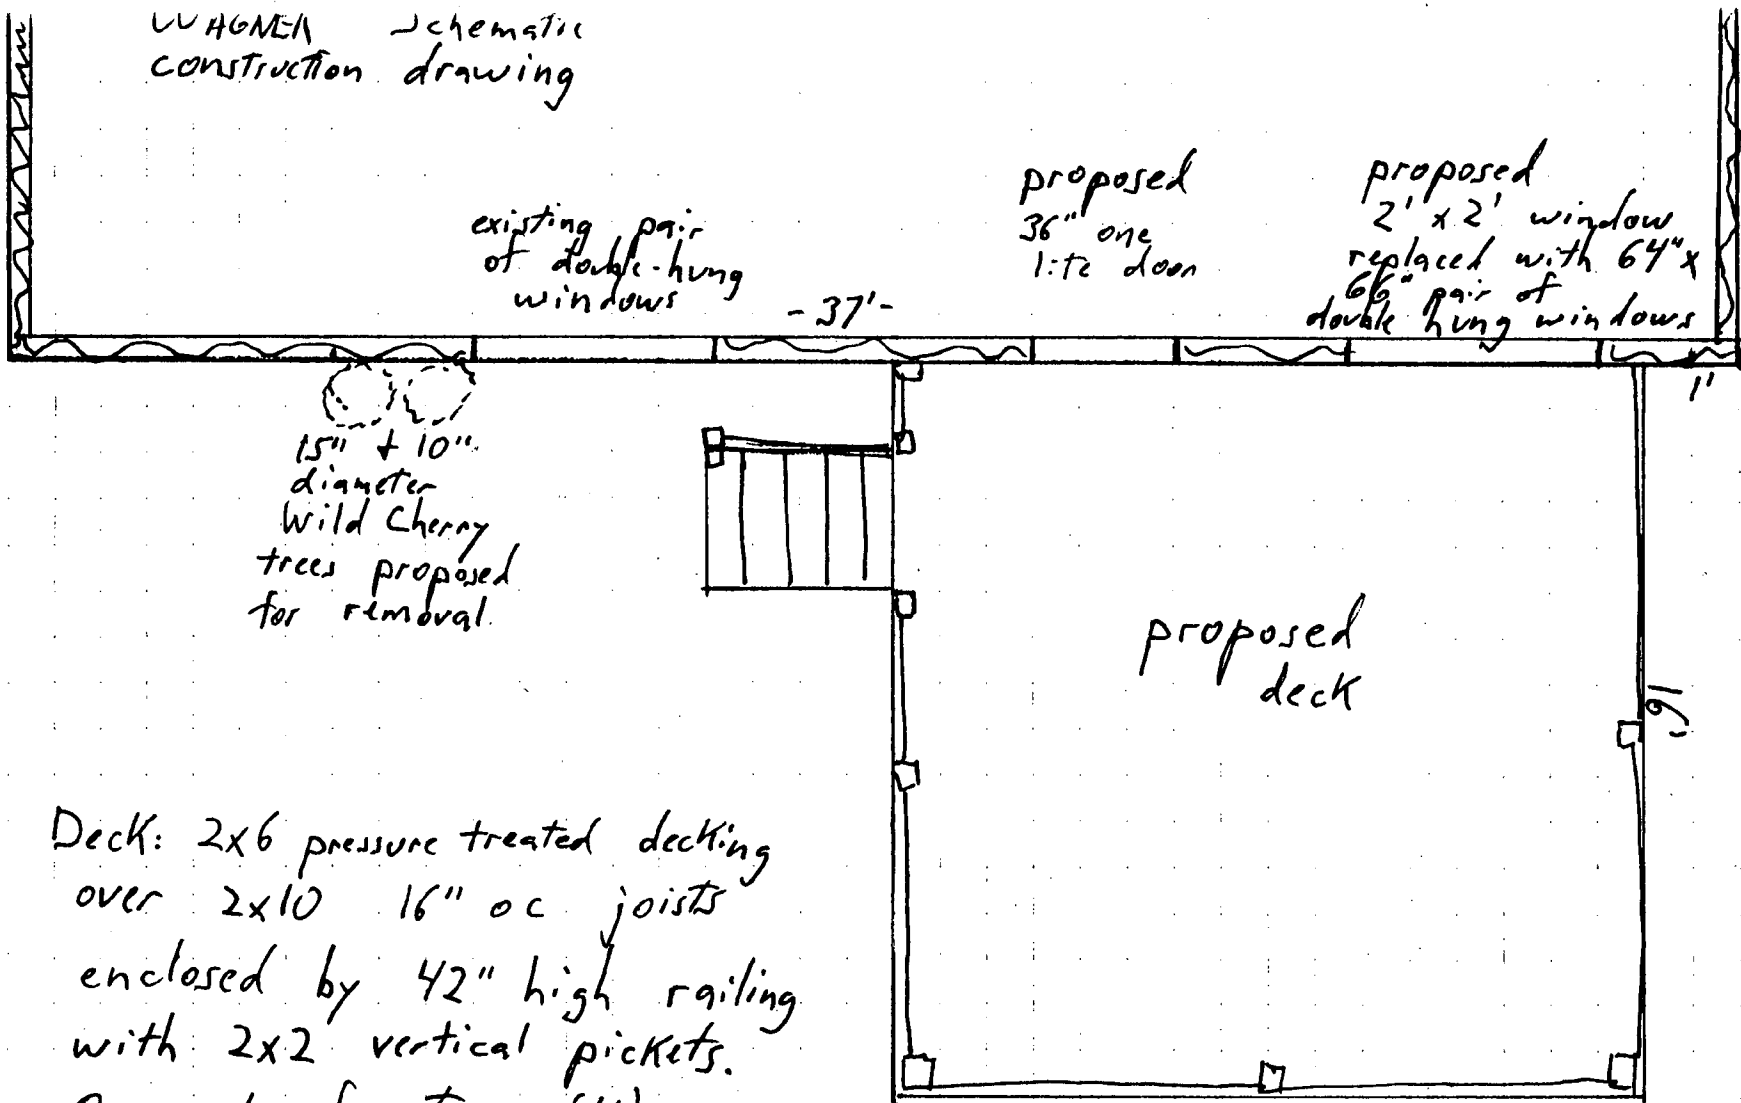 WAGNER schematic
construction drawing
existing pair
of double-hung
windows
- 37' -
proposed
36" one
lite door
proposed
2' x 2' window
replaced with 64" x
66" pair of
double hung windows
1'
15" + 10"
diameter
Wild Cherry
trees proposed
for removal
proposed
deck
16'
Deck: 2x6 pressure treated decking
over 2x10 16" oc joists
enclosed by 42" high railing
with 2x2 vertical pickets.